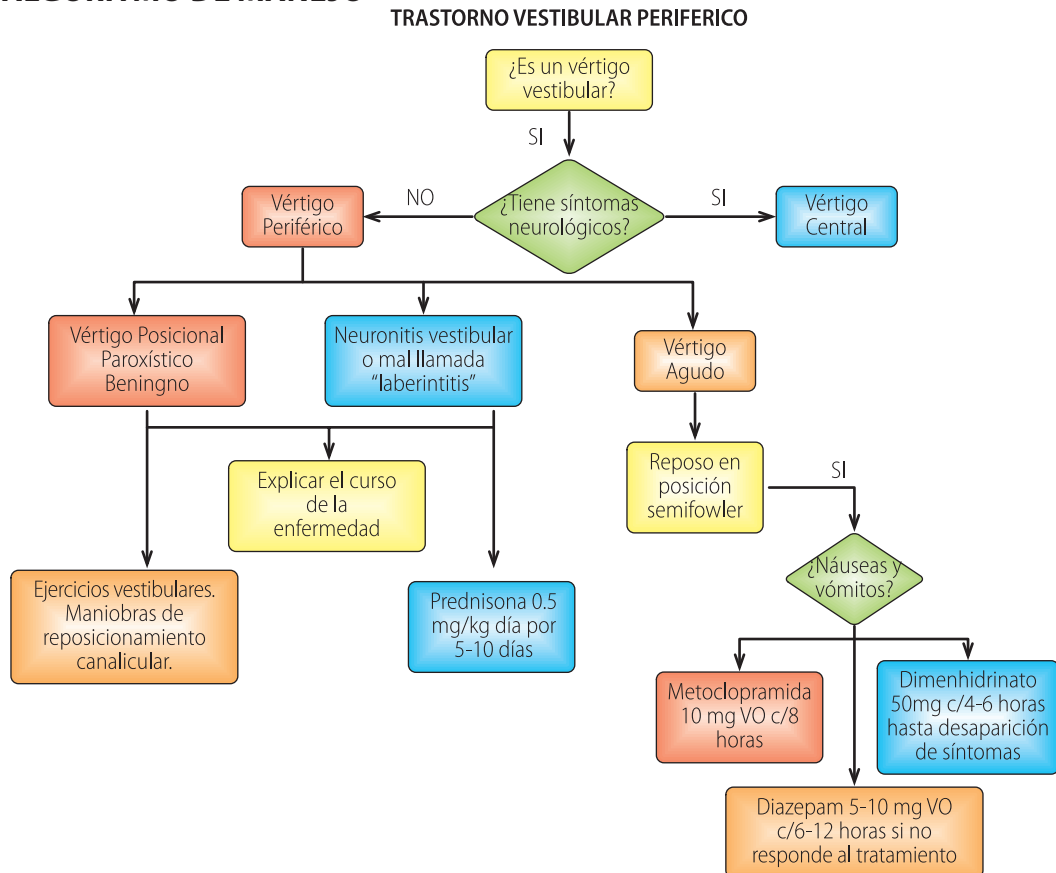 TRASTORNO VESTIBULAR PERIFERICO
¿Es un vértigo
vestibular?
SI
¿Tiene síntomas
neurológicos?
NO
SI
Vértigo
Periférico
Vértigo
Central
Vértigo Posicional
Paroxístico
Beningno
Neuronitis vestibular
o mal llamada
“laberintitis”
Vértigo
Agudo
Explicar el curso
de la
enfermedad
Reposo en
posición
semifowler
SI
¿Náuseas y
vómitos?
Ejercicios vestibulares.
Maniobras de
reposicionamiento
canalicular.
Prednisona 0.5
mg/kg día por
5-10 días
Metoclopramida
10 mg VO c/8
horas
Dimenhidrinato
50mg c/4-6 horas
hasta desaparición
de síntomas
Diazepam 5-10 mg VO
c/6-12 horas si no
responde al tratamiento